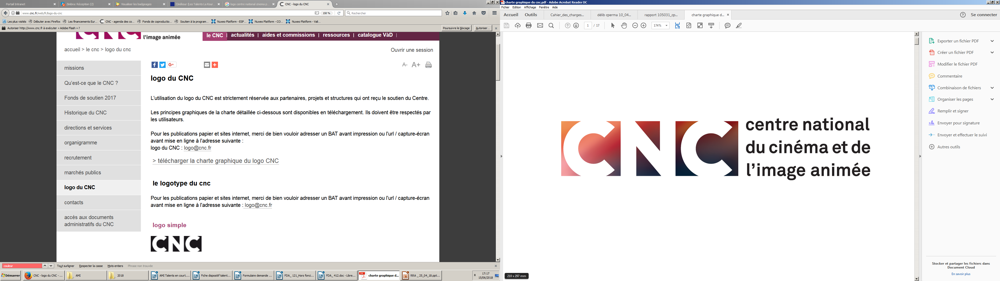 Portail Intranet
Zimbra: Réception (2)
Visualiser les badgeages
Cinékour (Les Talents La Kour...
logo centre national cinema p...
CNC - logo du CNC
www.cnc.fr/web/fr/logo-du-cnc
150 %
Rechercher
Les plus visités
Débuter avec Firefox
Les financements Eur...
CNC - agendas des co...
Fonds de coproductio...
Soutien à la program...
Nuxeo Platform - ESP...
Nuxeo Platform - CO...
Nuxeo Platform - Vali...
Autoriser http://www.cnc.fr à exécuter « Adobe Flash » ?
Poursuivre le blocage
Autoriser...
l'image animée
le CNC | actualités | aides et commissions | ressources | catalogue VàD |
accueil > le cnc > logo du cnc
Ouvrir une session
missions
Qu'est-ce que le CNC ?
Fonds de soutien 2017
Historique du CNC
directions et services
organigramme
recrutement
marchés publics
logo du CNC
contacts
accès aux documents
administratifs du CNC
G+
A- A+
logo du CNC
L'utilisation du logo du CNC est strictement réservée aux partenaires, projets et structures qui ont reçu le soutien du Centre.
Les principes graphiques de la charte détaillée ci-dessous sont disponibles en téléchargement. Ils doivent être respectés par
les utilisateurs.
Pour les publications papier et sites internet, merci de bien vouloir adresser un BAT avant impression ou l'url / capture-écran
avant mise en ligne à l'adresse suivante :
logo du CNC : logo@cnc.fr
> télécharger la charte graphique du logo CNC
le logotype du cnc
Pour les publications papier et sites internet, merci de bien vouloir adresser un BAT avant impression ou l'url / capture-écran
avant mise en ligne à l'adresse suivante : logo@cnc.fr
logo simple
CNC
couleur
Tout surligner
Respecter la casse
Mots entiers
Phrase non trouvée
Démarrer
CNC - logo du CNC - ...
AMI
2018
AMI Talents en court....
Fiche dispositif talent...
Formulaire demande ...
FDA_ 121_Hors fonci...
FDA_ 412.doc - Libre...
charte graphique d...
RRA _ 25_04_18.ppt...
17:17
15/06/2018
charte graphique du cnc.pdf - Adobe Acrobat Reader DC
Fichier Edition Affichage Fenêtre Aide
Accueil
Outils
Cahier_des_charges...
délib cperma 10_04...
rapport 105031_cp...
charte graphique d...
Se connecter
1 / 17
174%
CNC
centre national
du cinéma et de
l'image animée
210 x 297 mm
Exporter un fichier PDF
Créer un fichier PDF
Modifier le fichier PDF
Commentaire
Combinaison de fichiers
Organiser les pages
Remplir et signer
Envoyer pour signature
Envoyer et effectuer le suivi
Autres outils
Stocker et partager les fichiers dans
Document Cloud
En savoir plus